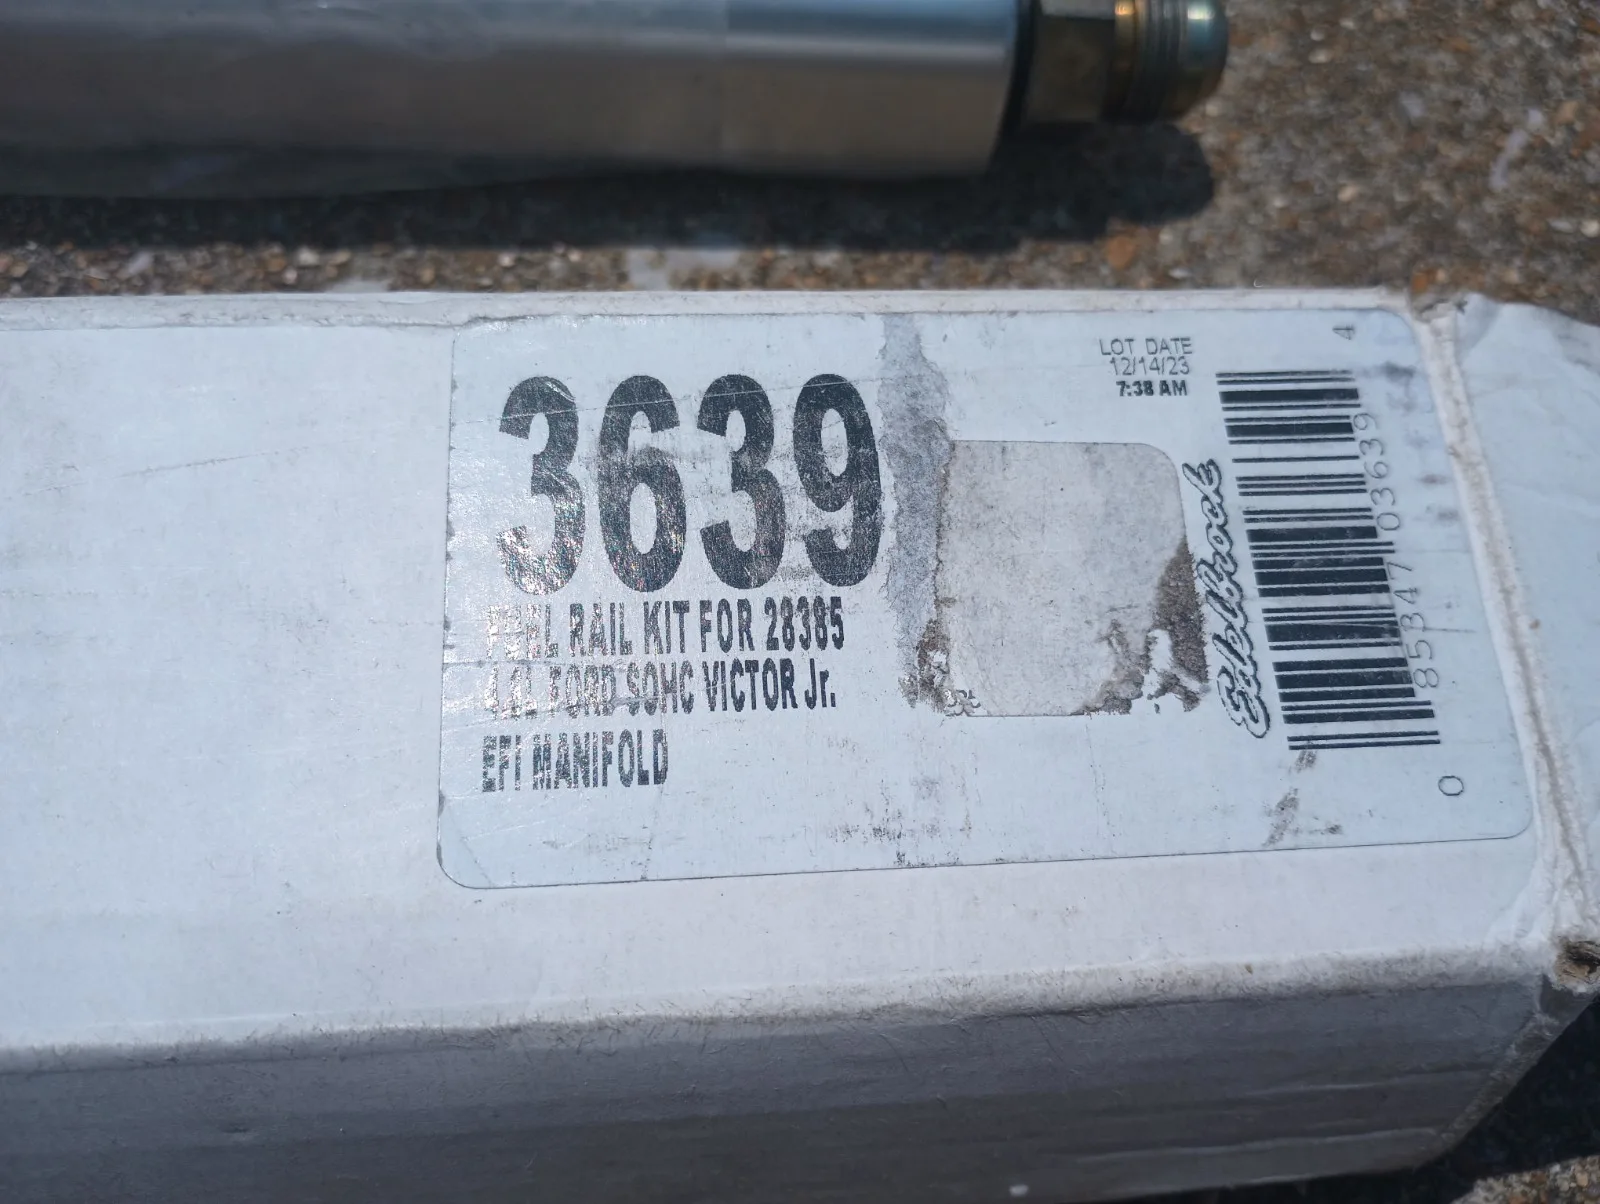 3639
FUEL RAIL KIT FOR 28385
4.6L FORD SOHC VICTOR Jr.
EFI MANIFOLD
LOT DATE
12/14/23
7:38 AM
Edelbrock
0 85347 03639 4